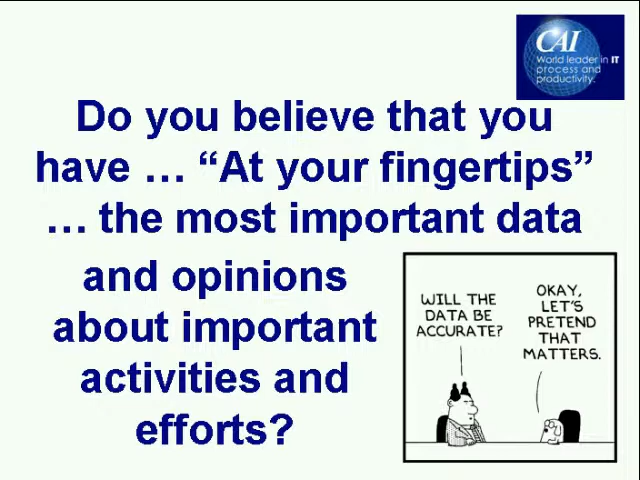 CAI
World leader in IT
process and
productivity.
Do you believe that you
have … “At your fingertips”
… the most important data
and opinions
about important
activities and
efforts?
WILL THE
DATA BE
ACCURATE?
OKAY,
LET'S
PRETEND
THAT
MATTERS.